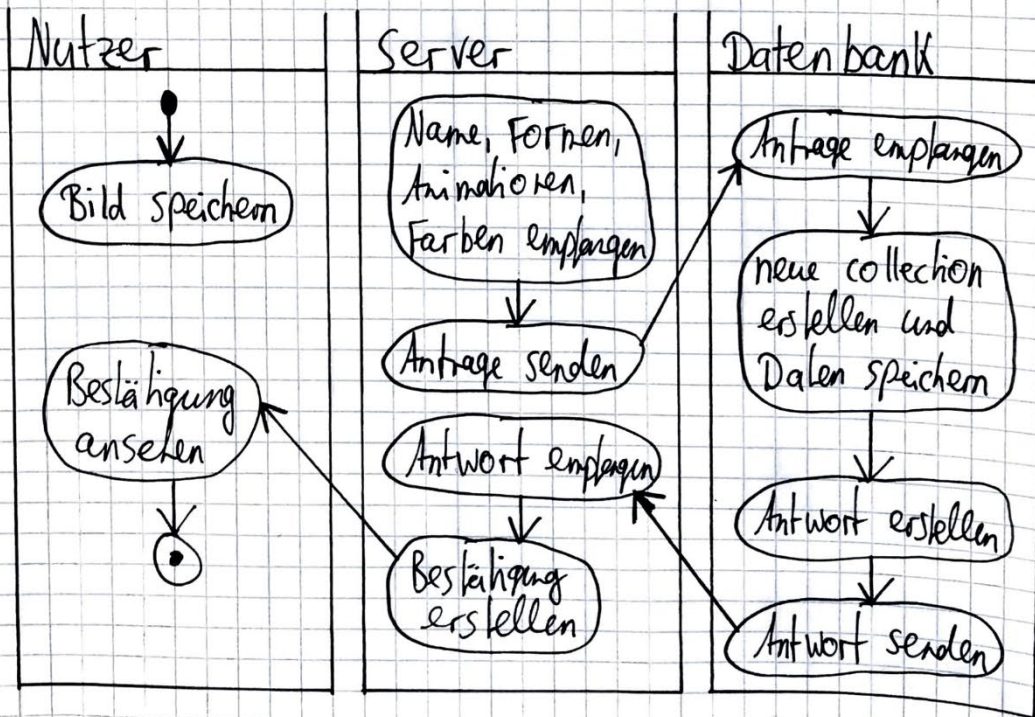 Nutzer
Bild speichern
Bestätigung
ansehen
Server
Name, Formen,
Animationen,
Farben empfangen
Anfrage senden
Antwort empfangen
Bestätigung
erstellen
Datenbank
Anfrage empfangen
neue collection
erstellen und
Daten speichern
Antwort erstellen
Antwort senden